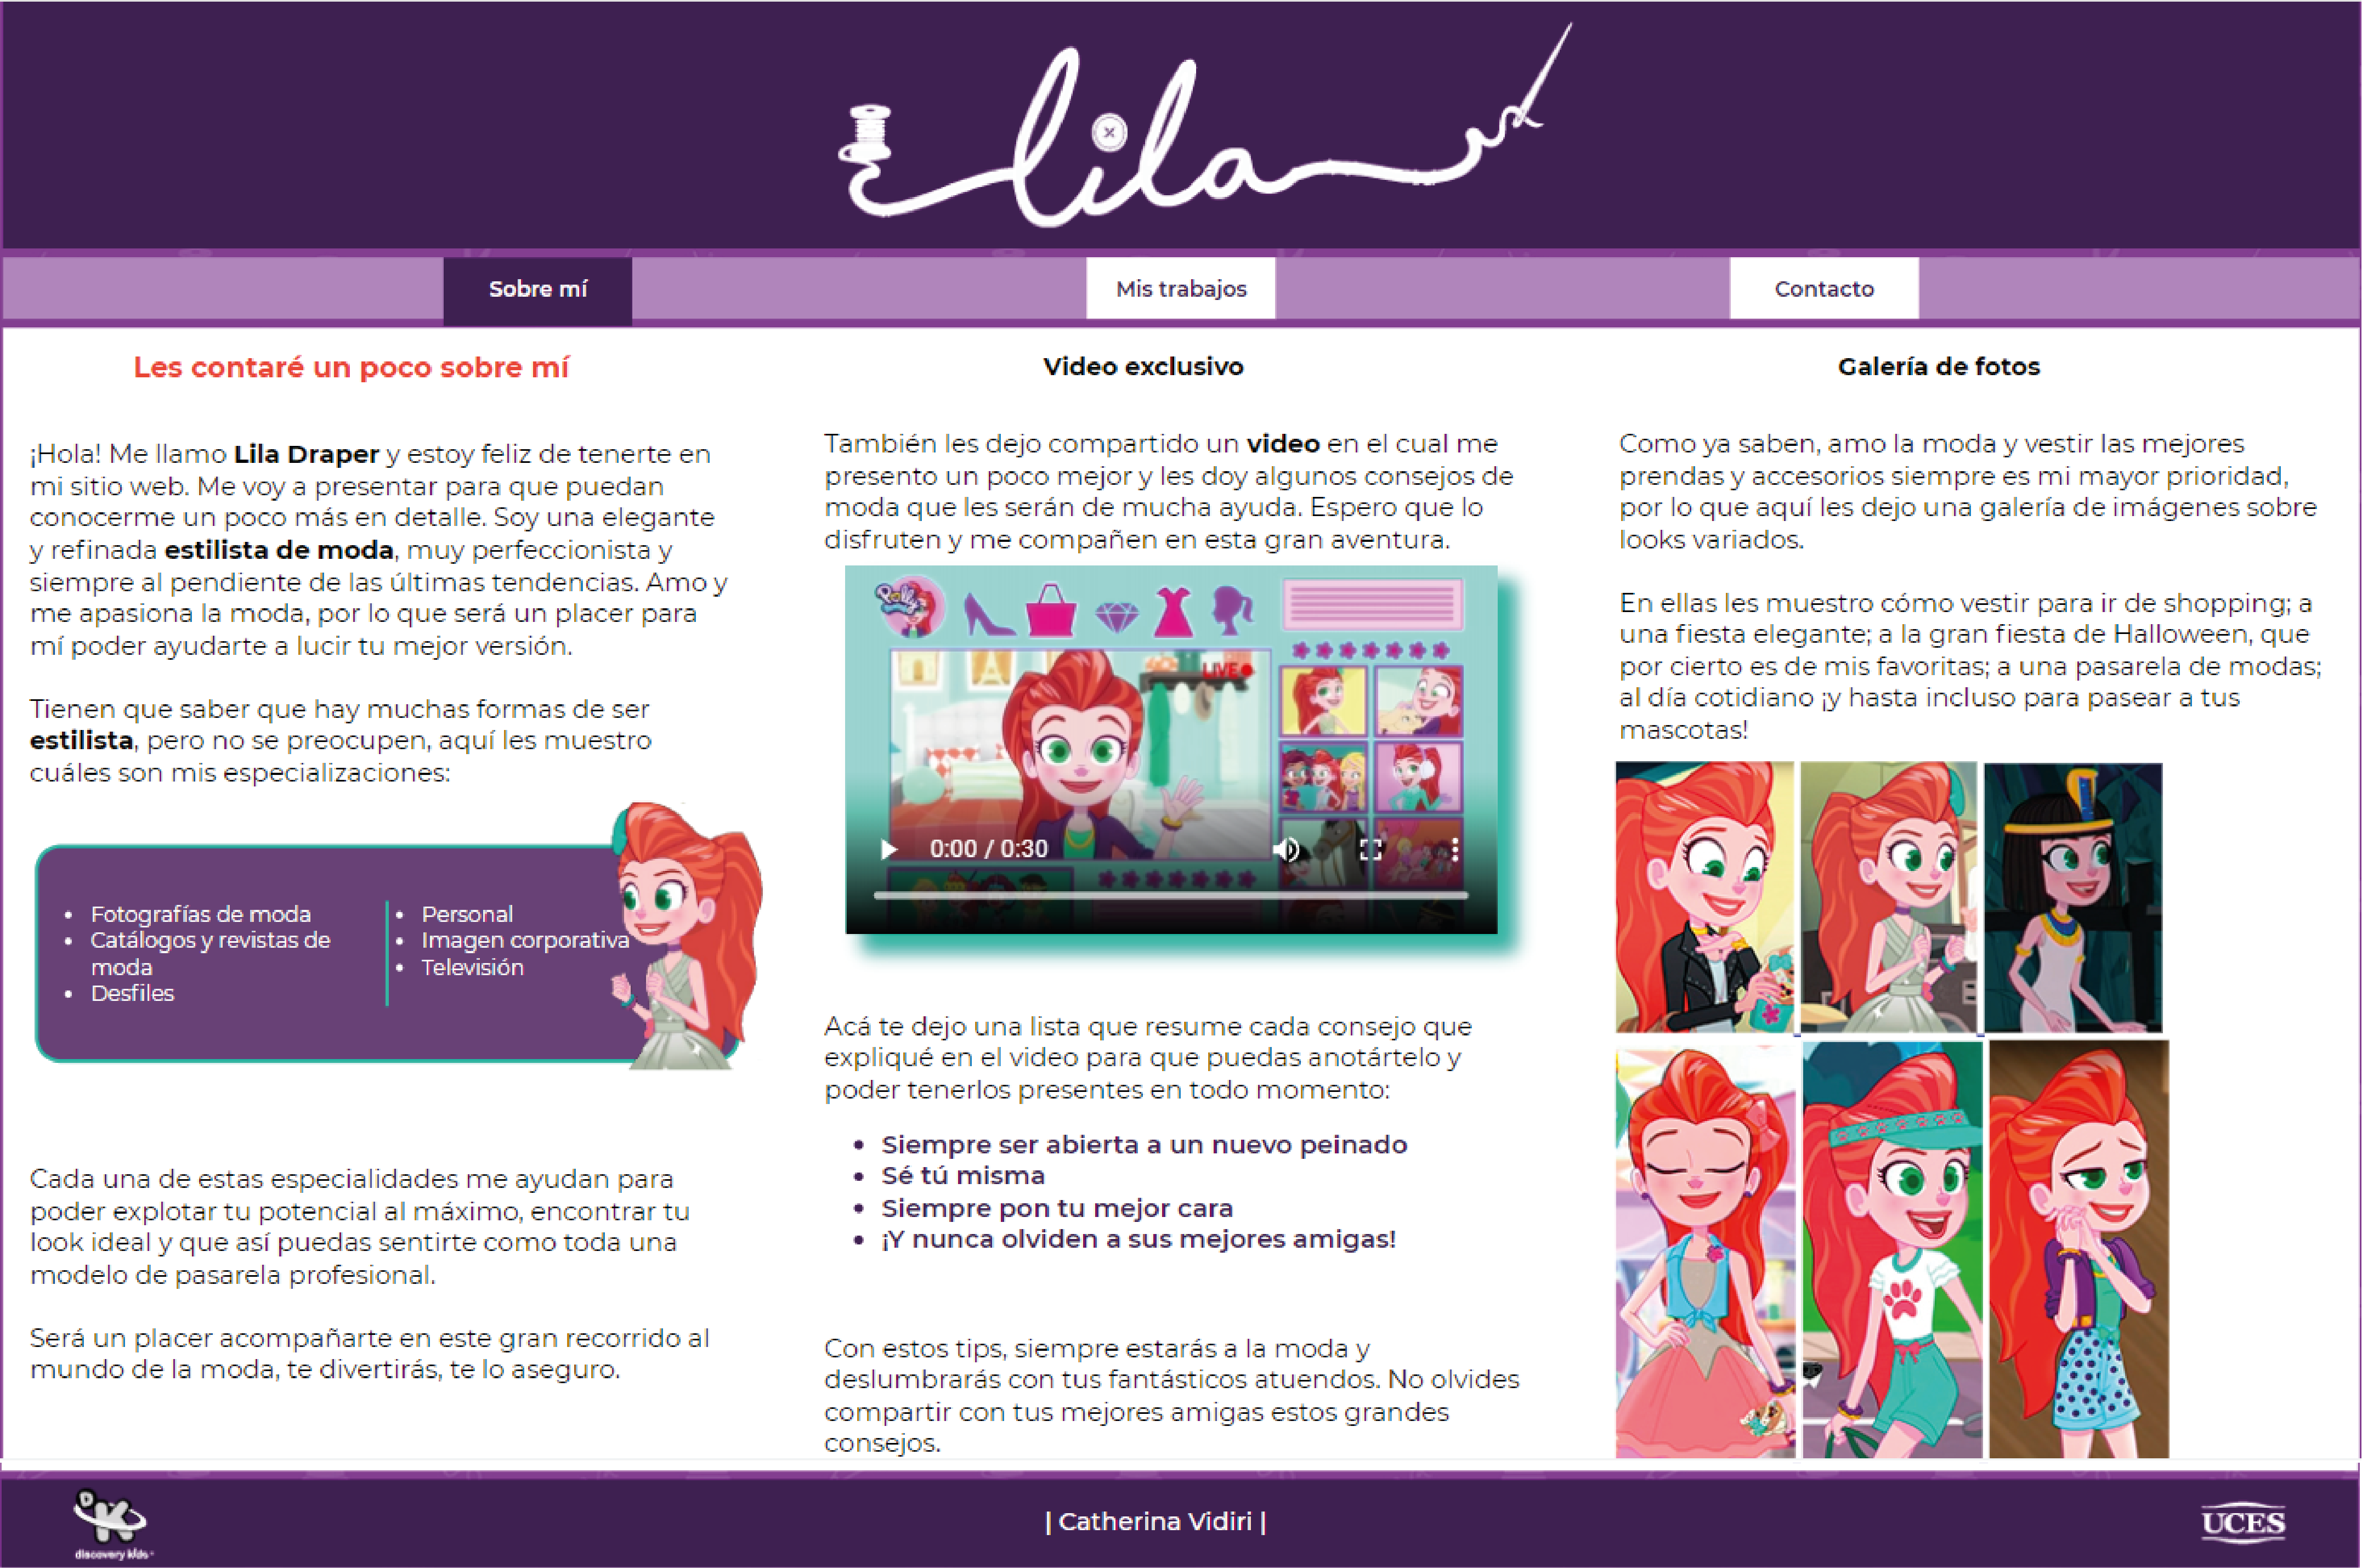 lila
Sobre mí
Mis trabajos
Contacto
Les contaré un poco sobre mí
¡Hola! Me llamo Lila Draper y estoy feliz de tenerte en
mi sitio web. Me voy a presentar para que puedan
conocerme un poco más en detalle. Soy una elegante
y refinada estilista de moda, muy perfeccionista y
siempre al pendiente de las últimas tendencias. Amo y
me apasiona la moda, por lo que será un placer para
mí poder ayudarte a lucir tu mejor versión.
Tienen que saber que hay muchas formas de ser
estilista, pero no se preocupen, aquí les muestro
cuáles son mis especializaciones:
• Fotografías de moda
• Catálogos y revistas de
moda
• Desfiles
• Personal
• Imagen corporativa
• Televisión
Cada una de estas especialidades me ayudan para
poder explotar tu potencial al máximo, encontrar tu
look ideal y que así puedas sentirte como toda una
modelo de pasarela profesional.
Será un placer acompañarte en este gran recorrido al
mundo de la moda, te divertirás, te lo aseguro.
Video exclusivo
También les dejo compartido un video en el cual me
presento un poco mejor y les doy algunos consejos de
moda que les serán de mucha ayuda. Espero que lo
disfruten y me compañen en esta gran aventura.
Polly
LIVE
0:00 / 0:30
Acá te dejo una lista que resume cada consejo que
expliqué en el video para que puedas anotártelo y
poder tenerlos presentes en todo momento:
• Siempre ser abierta a un nuevo peinado
• Sé tú misma
• Siempre pon tu mejor cara
• ¡Y nunca olviden a sus mejores amigas!
Con estos tips, siempre estarás a la moda y
deslumbrarás con tus fantásticos atuendos. No olvides
compartir con tus mejores amigas estos grandes
consejos.
Galería de fotos
Como ya saben, amo la moda y vestir las mejores
prendas y accesorios siempre es mi mayor prioridad,
por lo que aquí les dejo una galería de imágenes sobre
looks variados.
En ellas les muestro cómo vestir para ir de shopping; a
una fiesta elegante; a la gran fiesta de Halloween, que
por cierto es de mis favoritas; a una pasarela de modas;
al día cotidiano ¡y hasta incluso para pasear a tus
mascotas!
DK
discovery kids
| Catherina Vidiri |
UCES